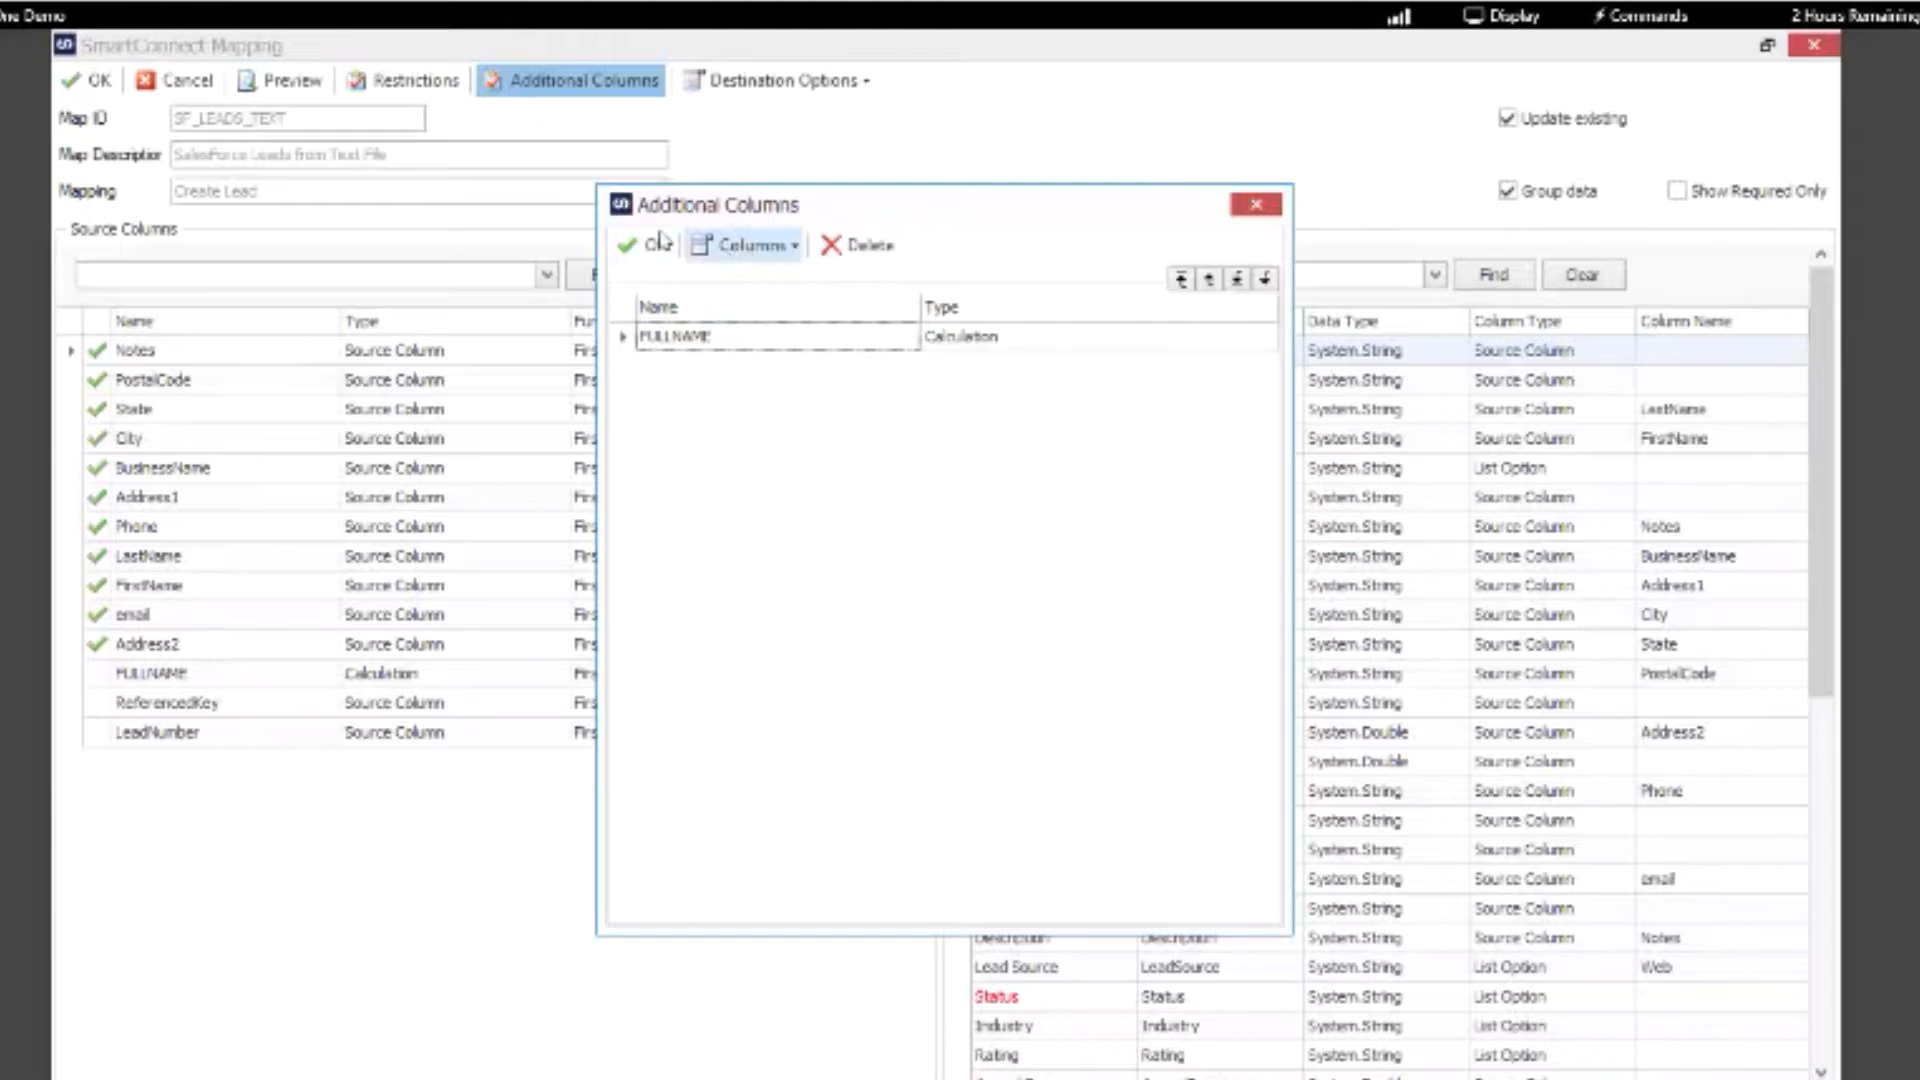 ne Demo
Display
Commands
2 Hours Remaining
SmartConnect Mapping
OK Cancel Preview Restrictions Additional Columns Destination Options
Map ID SF_LEADS_TEXT
Update existing
Map Description SalesForce Leads from Text File
Mapping Create Lead
Group data Show Required Only
Source Columns
Find Clear
Name Type
Notes Source Column
PostalCode Source Column
State Source Column
City Source Column
BusinessName Source Column
Address1 Source Column
Phone Source Column
LastName Source Column
FirstName Source Column
email Source Column
Address2 Source Column
FULLNAME Calculation
ReferencedKey Source Column
LeadNumber Source Column
Additional Columns
Columns Delete
Name Type
FULLNAME Calculation
Data Type Column Type Column Name
System.String Source Column
System.String Source Column
System.String Source Column LastName
System.String Source Column FirstName
System.String List Option
System.String Source Column
System.String Source Column Notes
System.String Source Column BusinessName
System.String Source Column Address1
System.String Source Column City
System.String Source Column State
System.String Source Column PostalCode
System.String Source Column
System.Double Source Column Address2
System.Double Source Column
System.String Source Column Phone
System.String Source Column
System.String Source Column
System.String Source Column email
System.String Source Column
Description Description System.String Source Column Notes
Lead Source LeadSource System.String List Option Web
Status Status System.String List Option
Industry Industry System.String List Option
Rating Rating System.String List Option